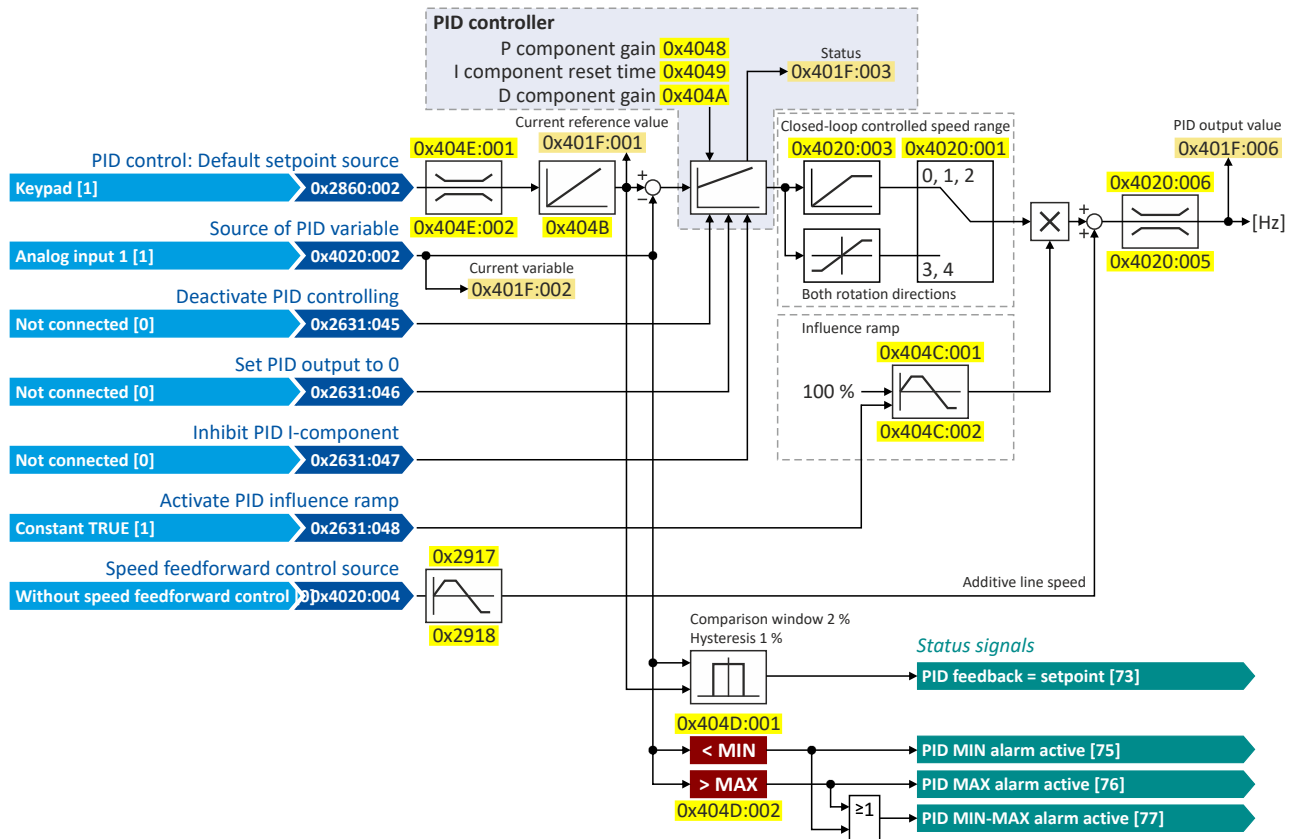 PID controller
P component gain 0x4048
I component reset time 0x4049
D component gain 0x404A
Status
0x401F:003
Current reference value
0x401F:001
Closed-loop controlled speed range
0x4020:003 0x4020:001
0, 1, 2
3, 4
Both rotation directions
PID output value
0x401F:006
PID control: Default setpoint source
Keypad [1] 0x2860:002
0x404E:001
0x404E:002
0x404B
+
−
×
+
+
0x4020:006
0x4020:005
[Hz]
Source of PID variable
Analog input 1 [1] 0x4020:002
Current variable
0x401F:002
Deactivate PID controlling
Not connected [0] 0x2631:045
Influence ramp
0x404C:001
100 %
0x404C:002
Set PID output to 0
Not connected [0] 0x2631:046
Inhibit PID I-component
Not connected [0] 0x2631:047
Activate PID influence ramp
Constant TRUE [1] 0x2631:048
Speed feedforward control source
Without speed feedforward control [0] 0x4020:004
0x2917
0x2918
Additive line speed
Comparison window 2 %
Hysteresis 1 %
Status signals
PID feedback = setpoint [73]
0x404D:001
< MIN
PID MIN alarm active [75]
> MAX
PID MAX alarm active [76]
0x404D:002
≥1
PID MIN-MAX alarm active [77]